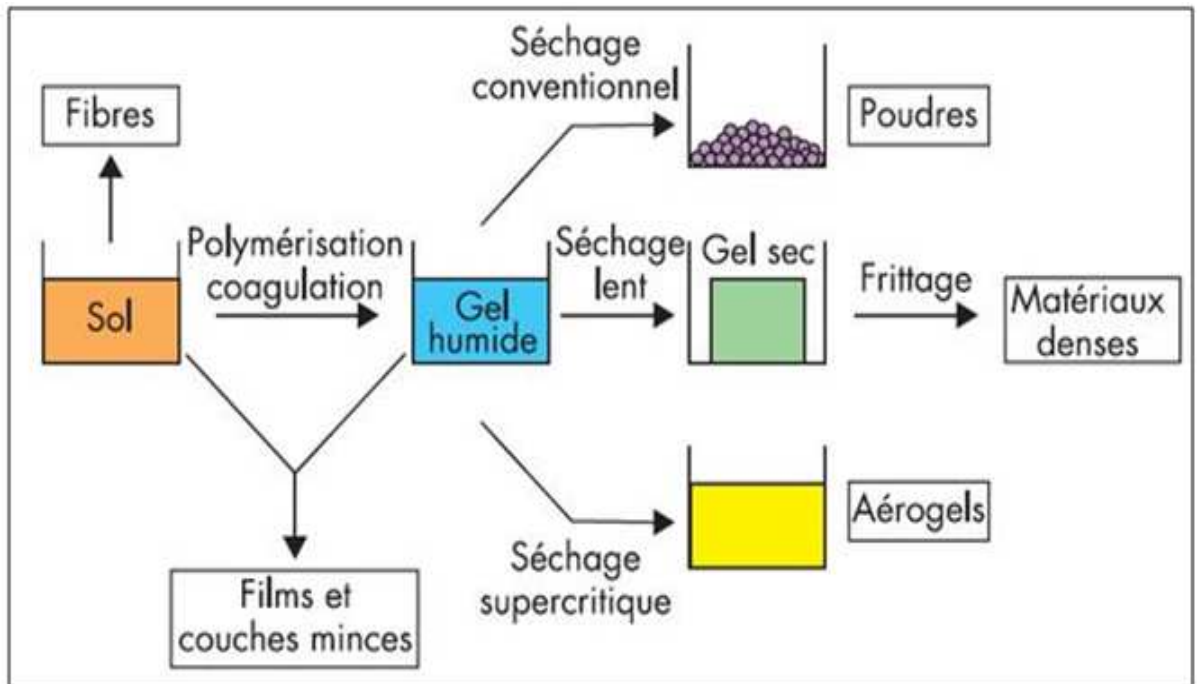 Séchage
conventionnel
Fibres
Poudres
Polymérisation
coagulation
Sol
Gel
humide
Séchage
lent
Gel sec
Frittage
Matériaux
denses
Aérogels
Séchage
supercritique
Films et
couches minces